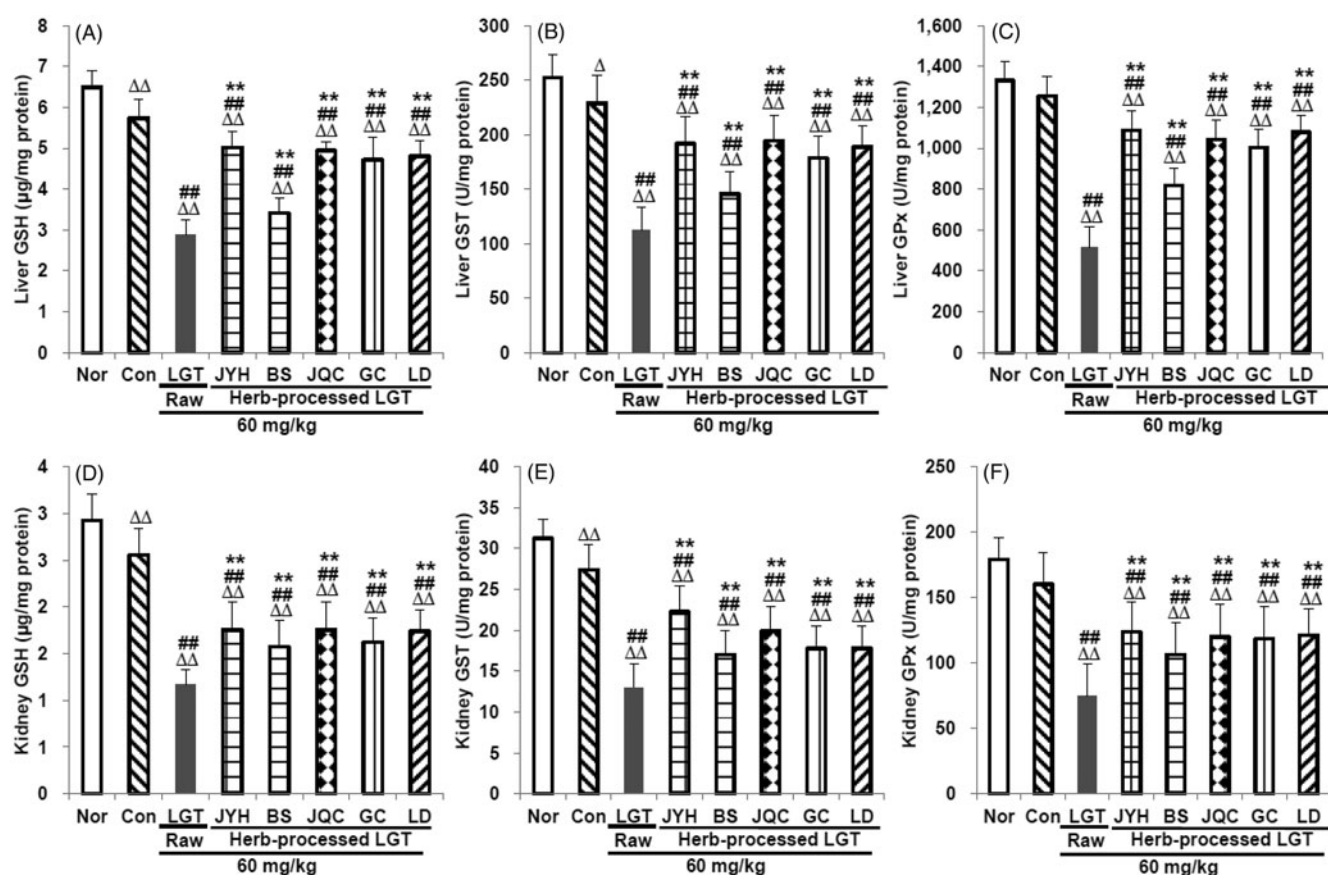 (A)
Liver GSH (µg/mg protein)
8
7
6
5
4
3
2
1
0
ΔΔ
##
ΔΔ
**
##
ΔΔ
**
##
ΔΔ
**
##
ΔΔ
**
##
ΔΔ
**
##
ΔΔ
Nor Con LGT JYH BS JQC GC LD
Raw Herb-processed LGT
60 mg/kg
(B)
Liver GST (U/mg protein)
300
250
200
150
100
50
0
Δ
##
ΔΔ
**
##
ΔΔ
**
##
ΔΔ
**
##
ΔΔ
**
##
ΔΔ
**
##
ΔΔ
Nor Con LGT JYH BS JQC GC LD
Raw Herb-processed LGT
60 mg/kg
(C)
Liver GPx (U/mg protein)
1,600
1,400
1,200
1,000
800
600
400
200
0
##
ΔΔ
**
##
ΔΔ
**
##
ΔΔ
**
##
ΔΔ
**
##
ΔΔ
**
##
ΔΔ
Nor Con LGT JYH BS JQC GC LD
Raw Herb-processed LGT
60 mg/kg
(D)
Kidney GSH (µg/mg protein)
4
3
3
2
2
1
1
0
ΔΔ
##
ΔΔ
**
##
ΔΔ
**
##
ΔΔ
**
##
ΔΔ
**
##
ΔΔ
**
##
ΔΔ
Nor Con LGT JYH BS JQC GC LD
Raw Herb-processed LGT
60 mg/kg
(E)
Kidney GST (U/mg protein)
40
35
30
25
20
15
10
5
0
ΔΔ
##
ΔΔ
**
##
ΔΔ
**
##
ΔΔ
**
##
ΔΔ
**
##
ΔΔ
**
##
ΔΔ
Nor Con LGT JYH BS JQC GC LD
Raw Herb-processed LGT
60 mg/kg
(F)
Kidney GPx (U/mg protein)
250
200
150
100
50
0
##
ΔΔ
**
##
ΔΔ
**
##
ΔΔ
**
##
ΔΔ
**
##
ΔΔ
**
##
ΔΔ
Nor Con LGT JYH BS JQC GC LD
Raw Herb-processed LGT
60 mg/kg